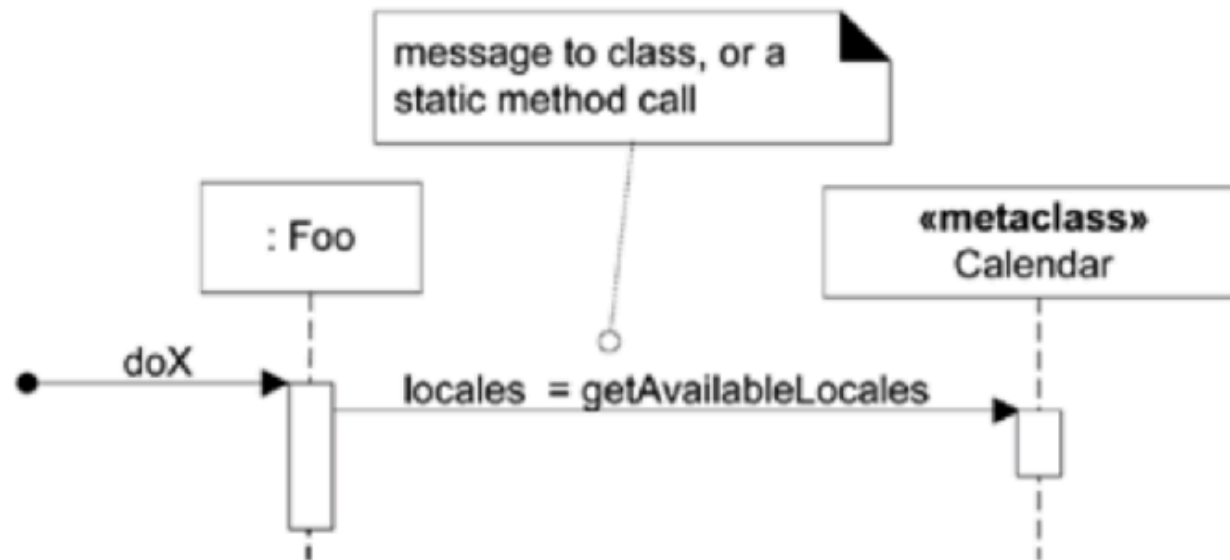 message to class, or a
static method call
: Foo
«metaclass»
Calendar
doX
locales = getAvailableLocales